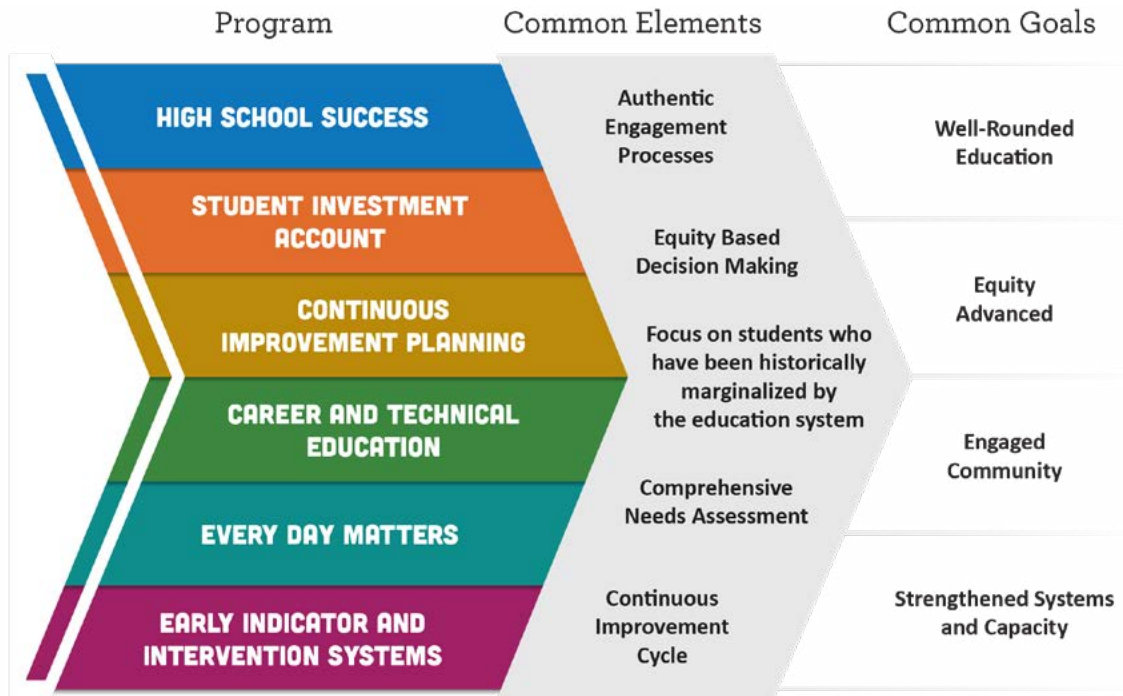 Program
Common Elements
Common Goals
HIGH SCHOOL SUCCESS
STUDENT INVESTMENT
ACCOUNT
CONTINUOUS
IMPROVEMENT PLANNING
CAREER AND TECHNICAL
EDUCATION
EVERY DAY MATTERS
EARLY INDICATOR AND
INTERVENTION SYSTEMS
Authentic
Engagement
Processes
Equity Based
Decision Making
Focus on students who
have been historically
marginalized by
the education system
Comprehensive
Needs Assessment
Continuous
Improvement
Cycle
Well-Rounded
Education
Equity
Advanced
Engaged
Community
Strengthened Systems
and Capacity